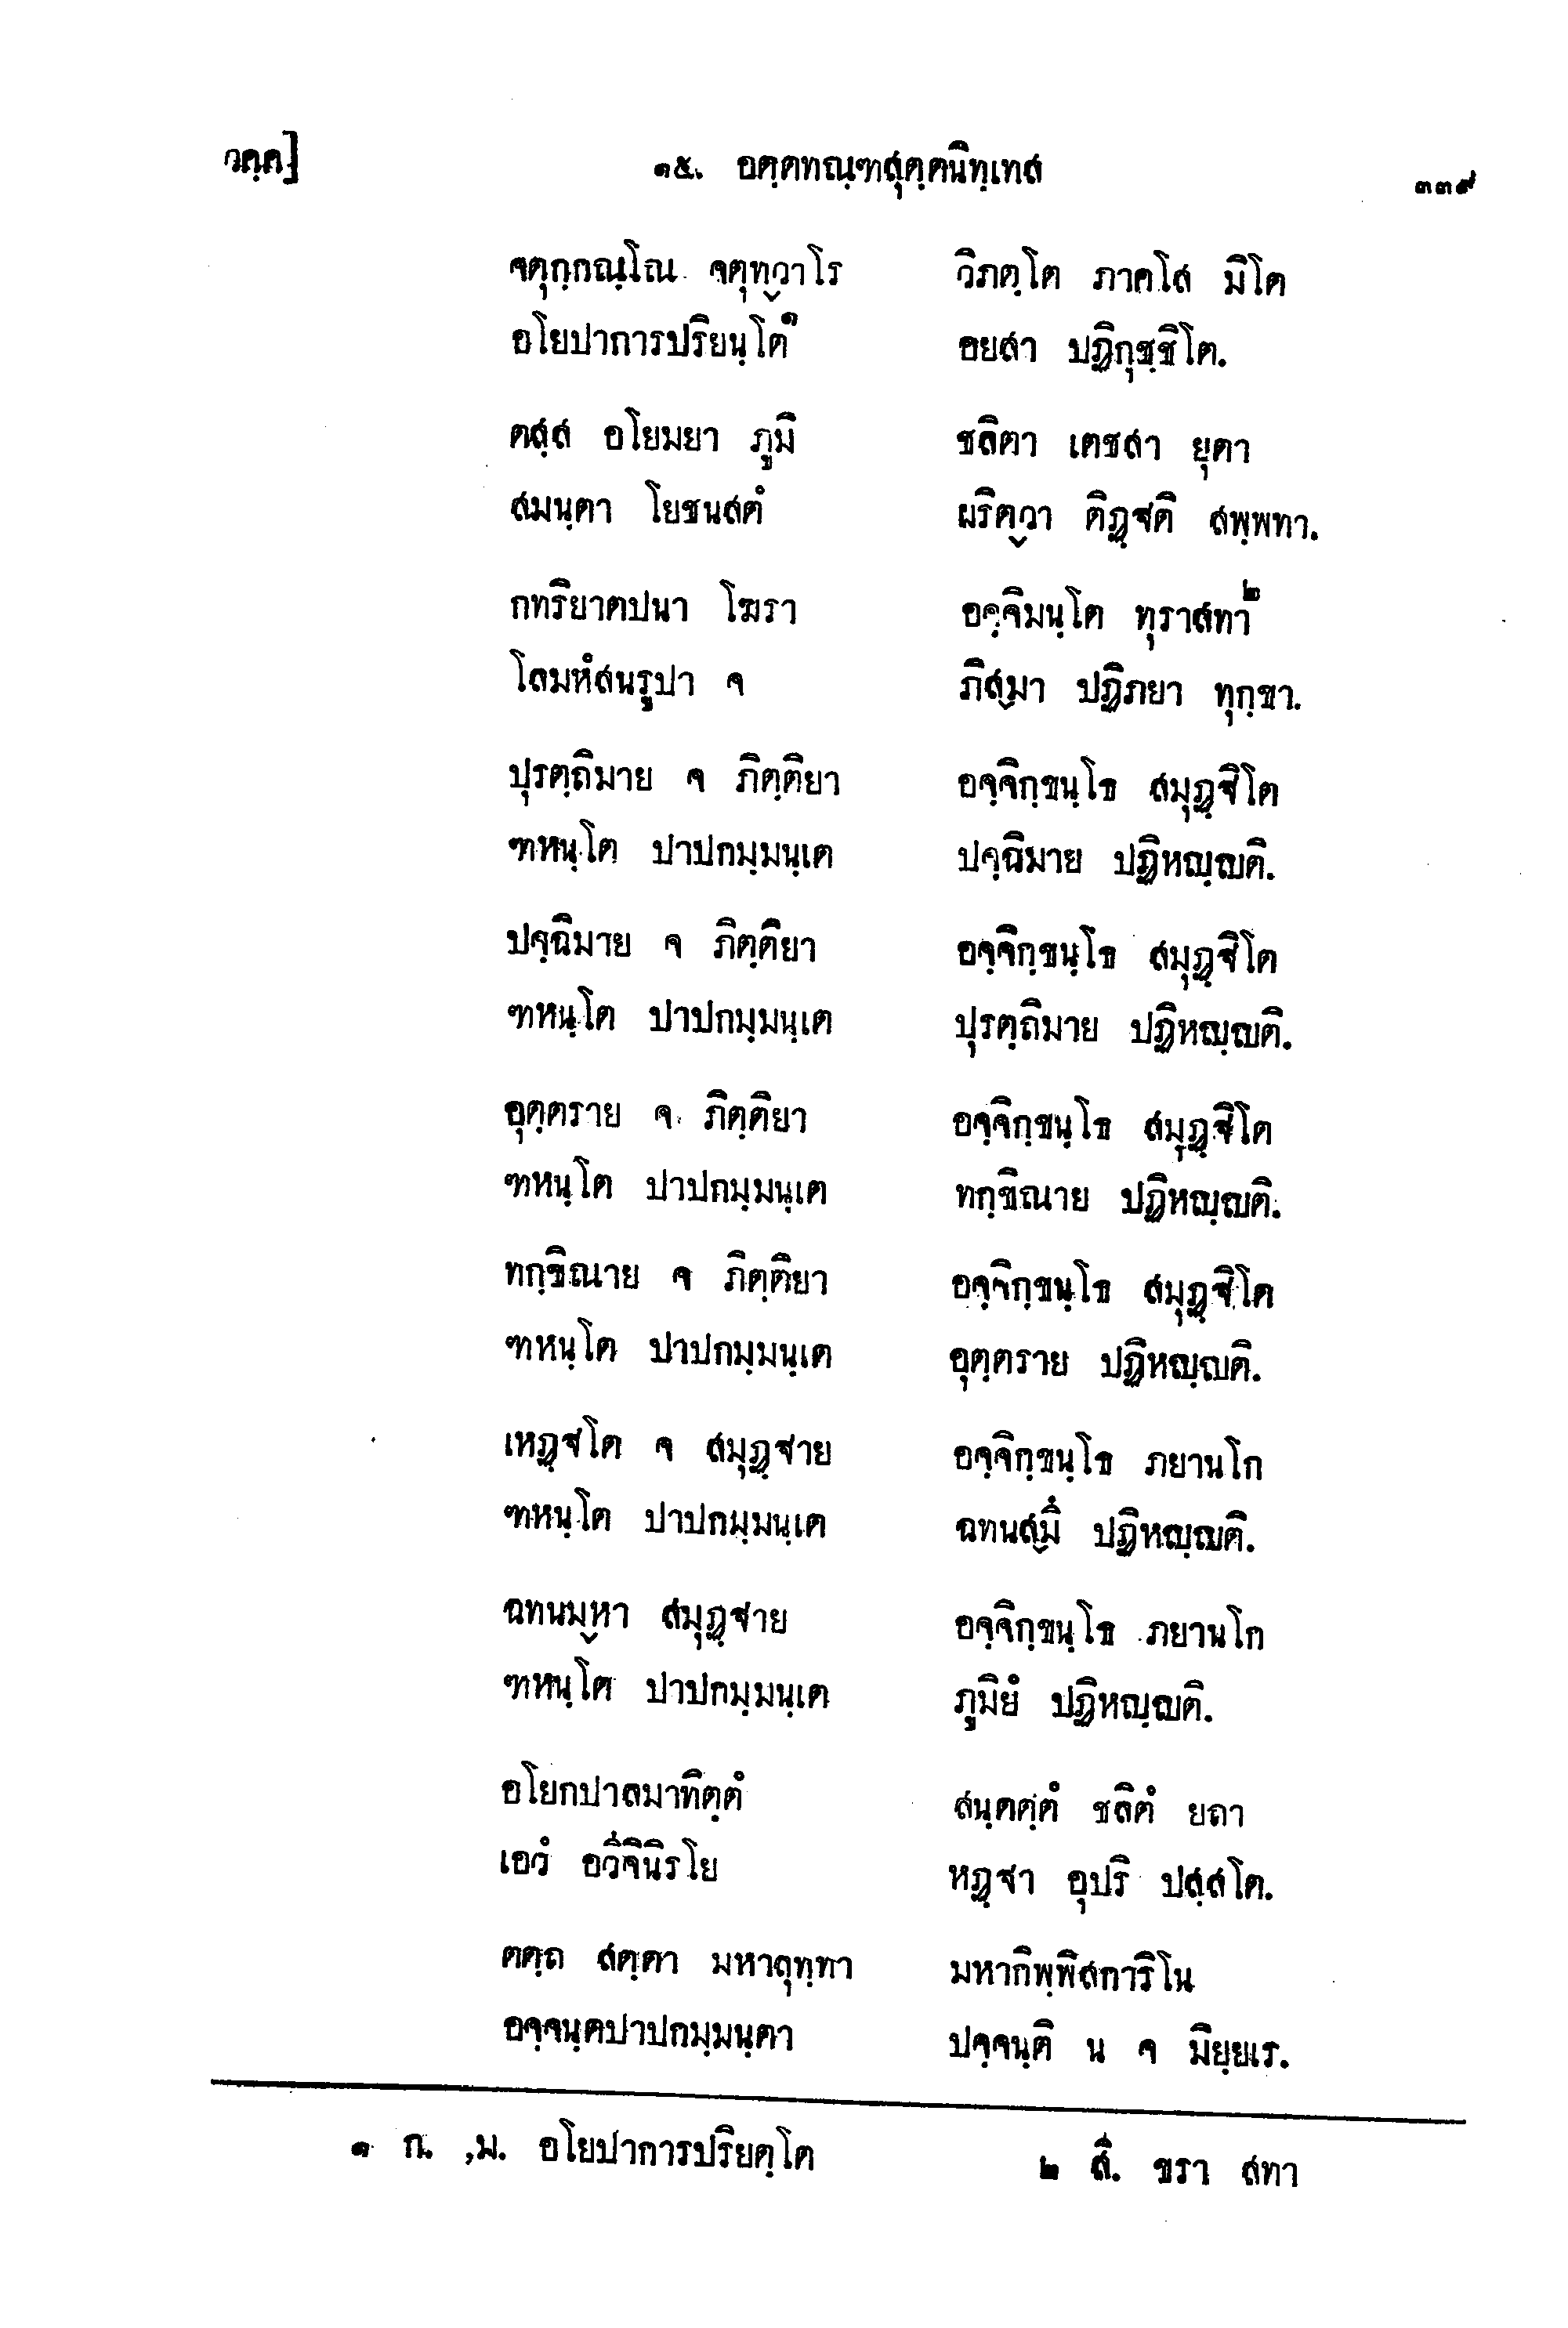 วคฺค]
๑๕. อตฺตทณฺฑสุตฺตนิทฺเทส
๓๓๙
จตุกฺกณฺโณ จตุทฺวาโร วิภตฺโต ภาคโส มิโต
อโยปาการปริยนฺโต๑ อยสา ปฏิกุชฺชิโต.
ตสฺส อโยมยา ภูมิ ชลิตา เตชสา ยุตา
สมนฺตา โยชนสตํ ผริตฺวา ติฏฺฐติ สพฺพทา.
กทริยาตปนา โฆรา อจฺจิมนฺโต ทุราสทา๒
โลมหํสนรูปา จ ภิสฺมา ปฏิภยา ทุกฺขา.
ปุรตฺถิมาย จ ภิตฺติยา อจฺจิกฺขนฺโธ สมุฏฺฐิโต
ฑหนฺโต ปาปกมฺมนฺเต ปจฺฉิมาย ปฏิหญฺญติ.
ปจฺฉิมาย จ ภิตฺติยา อจฺจิกฺขนฺโธ สมุฏฺฐิโต
ฑหนฺโต ปาปกมฺมนฺเต ปุรตฺถิมาย ปฏิหญฺญติ.
อุตฺตราย จ ภิตฺติยา อจฺจิกฺขนฺโธ สมุฏฺฐิโต
ฑหนฺโต ปาปกมฺมนฺเต ทกฺขิณาย ปฏิหญฺญติ.
ทกฺขิณาย จ ภิตฺติยา อจฺจิกฺขนฺโธ สมุฏฺฐิโต
ฑหนฺโต ปาปกมฺมนฺเต อุตฺตราย ปฏิหญฺญติ.
เหฏฺฐโต จ สมุฏฺฐาย อจฺจิกฺขนฺโธ ภยานโก
ฑหนฺโต ปาปกมฺมนฺเต ฉทนสฺมึ ปฏิหญฺญติ.
ฉทนมฺหา สมุฏฺฐาย อจฺจิกฺขนฺโธ ภยานโก
ฑหนฺโต ปาปกมฺมนฺเต ภูมิยํ ปฏิหญฺญติ.
อโยกปาลมาทิตฺตํ สนฺตตฺตํ ชลิตํ ยถา
เอวํ อวีจินิรโย เหฏฺฐา อุปริ ปสฺสโต.
ตตฺถ สตฺตา มหาลุทฺทา มหากิพฺพิสการิโน
อจฺจนฺตปาปกมฺมนฺตา ปจฺจนฺติ น จ มิยฺยเร.
๑ ก. ,ม. อโยปาการปริยตฺโต ๒ สี. ขรา สทา